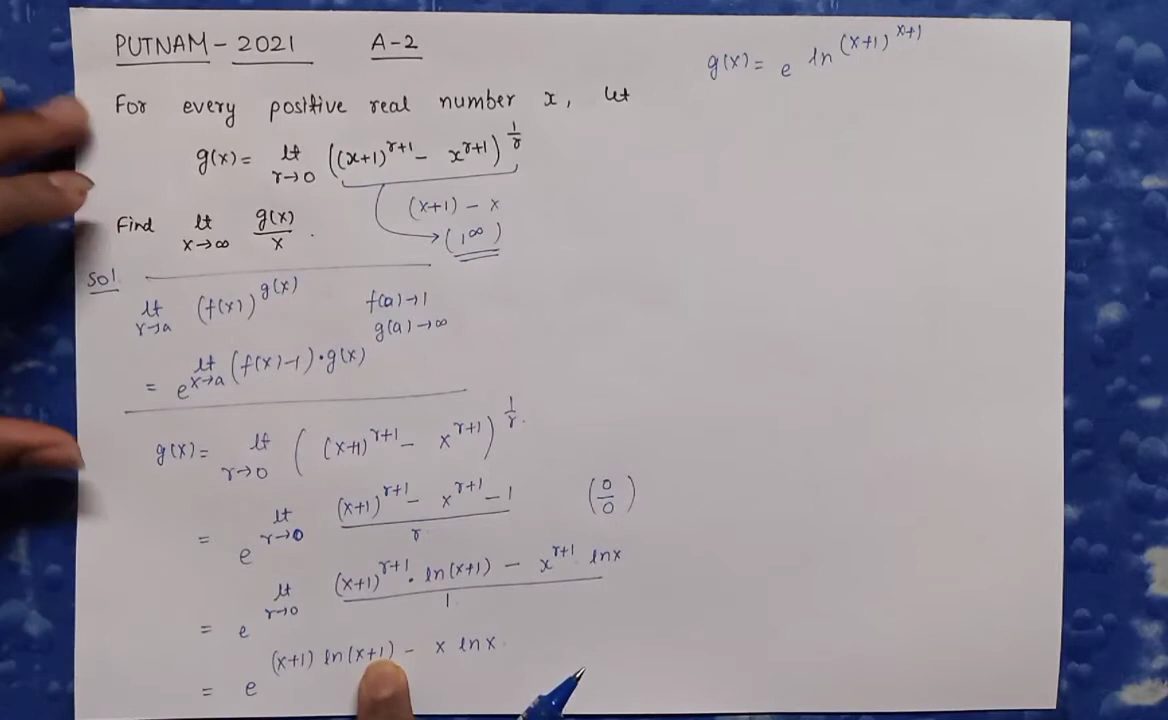 PUTNAM - 2021 A-2
For every positive real number x, let
g(x) = lt r→0 ((x+1)^{r+1} - x^{r+1})^{1/r}
(x+1) - x
(1^∞)
Find lt x→∞ g(x)/x .
Sol
lt r→a (f(x))^{g(x)} f(a)→1
g(a)→∞
= e^{lt x→a (f(x)-1)·g(x)}
g(x) = lt r→0 ( (x+1)^{r+1} - x^{r+1} )^{1/r}.
= e^{lt r→0 ((x+1)^{r+1} - x^{r+1} - 1)/r} (0/0)
= e^{lt r→0 ((x+1)^{r+1} · ln(x+1) - x^{r+1} lnx)/1}
= e^{(x+1) ln(x+1) - x lnx}
g(x) = e^{ln (x+1)^{x+1}}